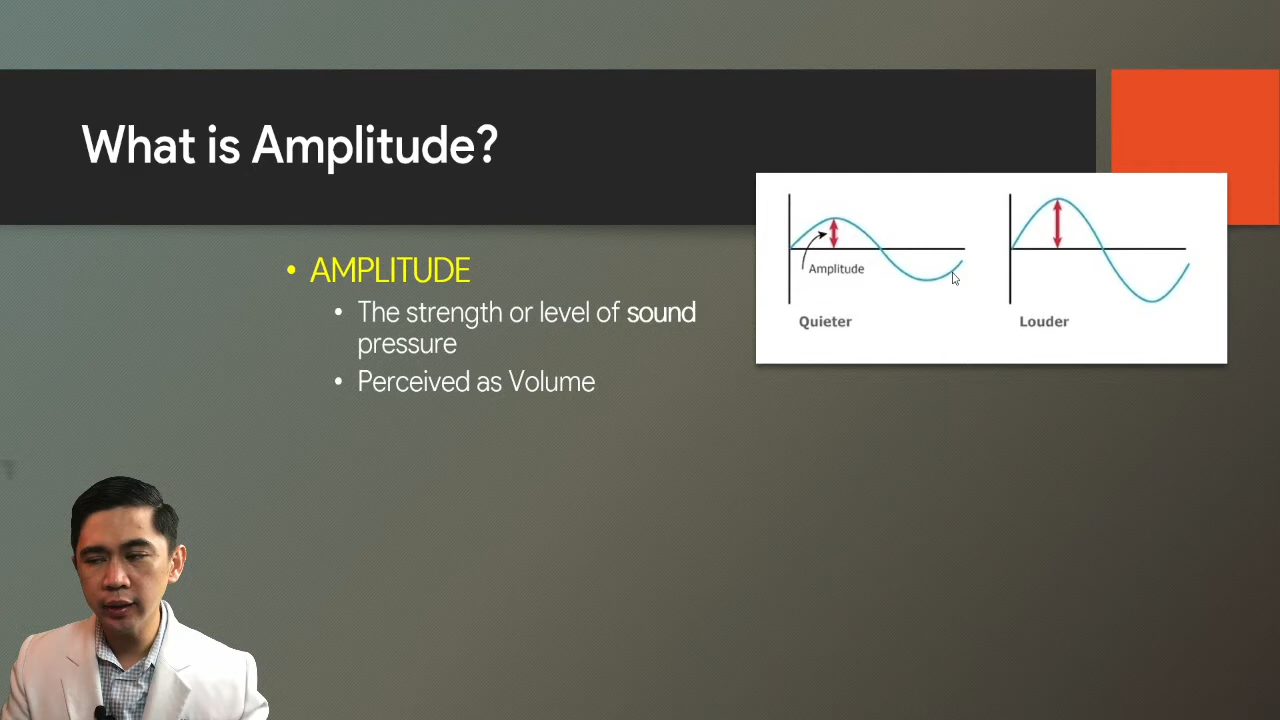 What is Amplitude?
• AMPLITUDE
• The strength or level of sound
pressure
• Perceived as Volume
Amplitude
Quieter
Louder